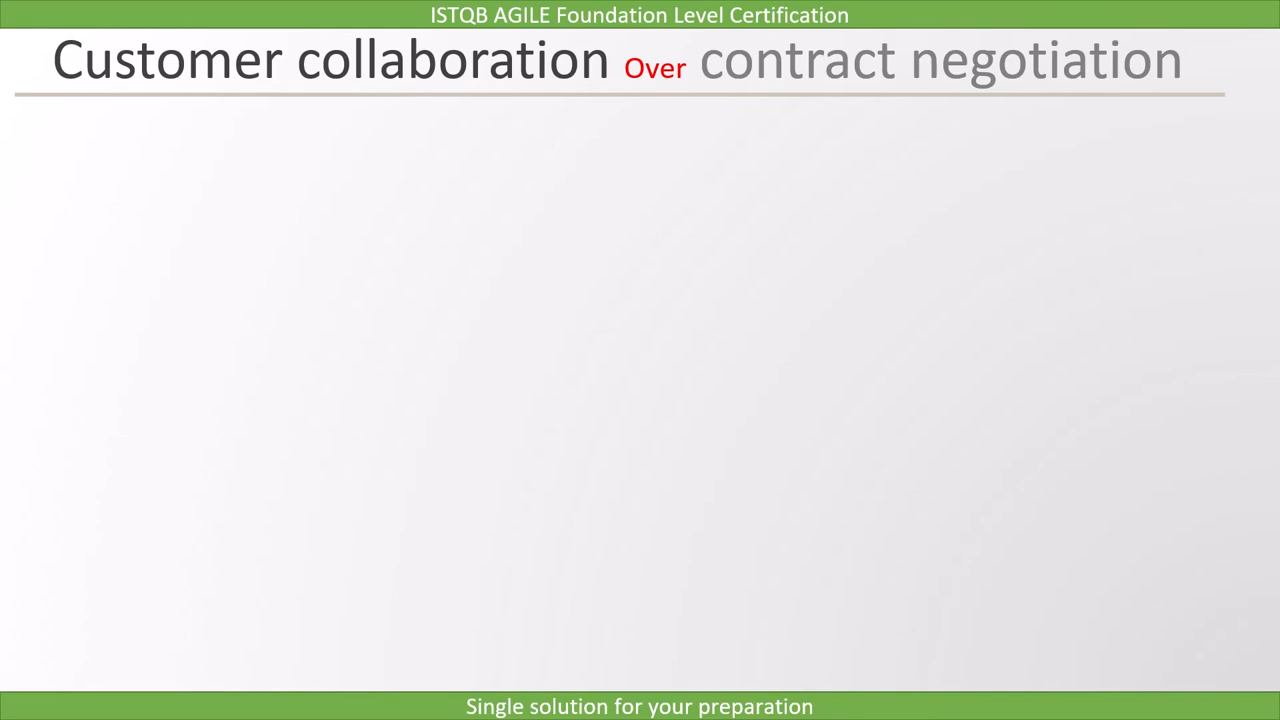 ISTQB AGILE Foundation Level Certification
Customer collaboration Over contract negotiation
Single solution for your preparation